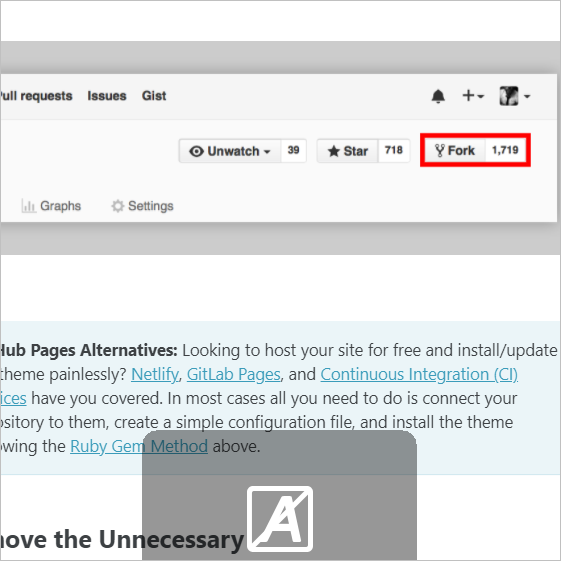 ull requests Issues Gist
Unwatch 39 Star 718 Fork 1,719
Graphs Settings
Hub Pages Alternatives: Looking to host your site for free and install/update
theme painlessly? Netlify, GitLab Pages, and Continuous Integration (CI)
ices have you covered. In most cases all you need to do is connect your
ository to them, create a simple configuration file, and install the theme
owing the Ruby Gem Method above.
A
ove the Unnecessary